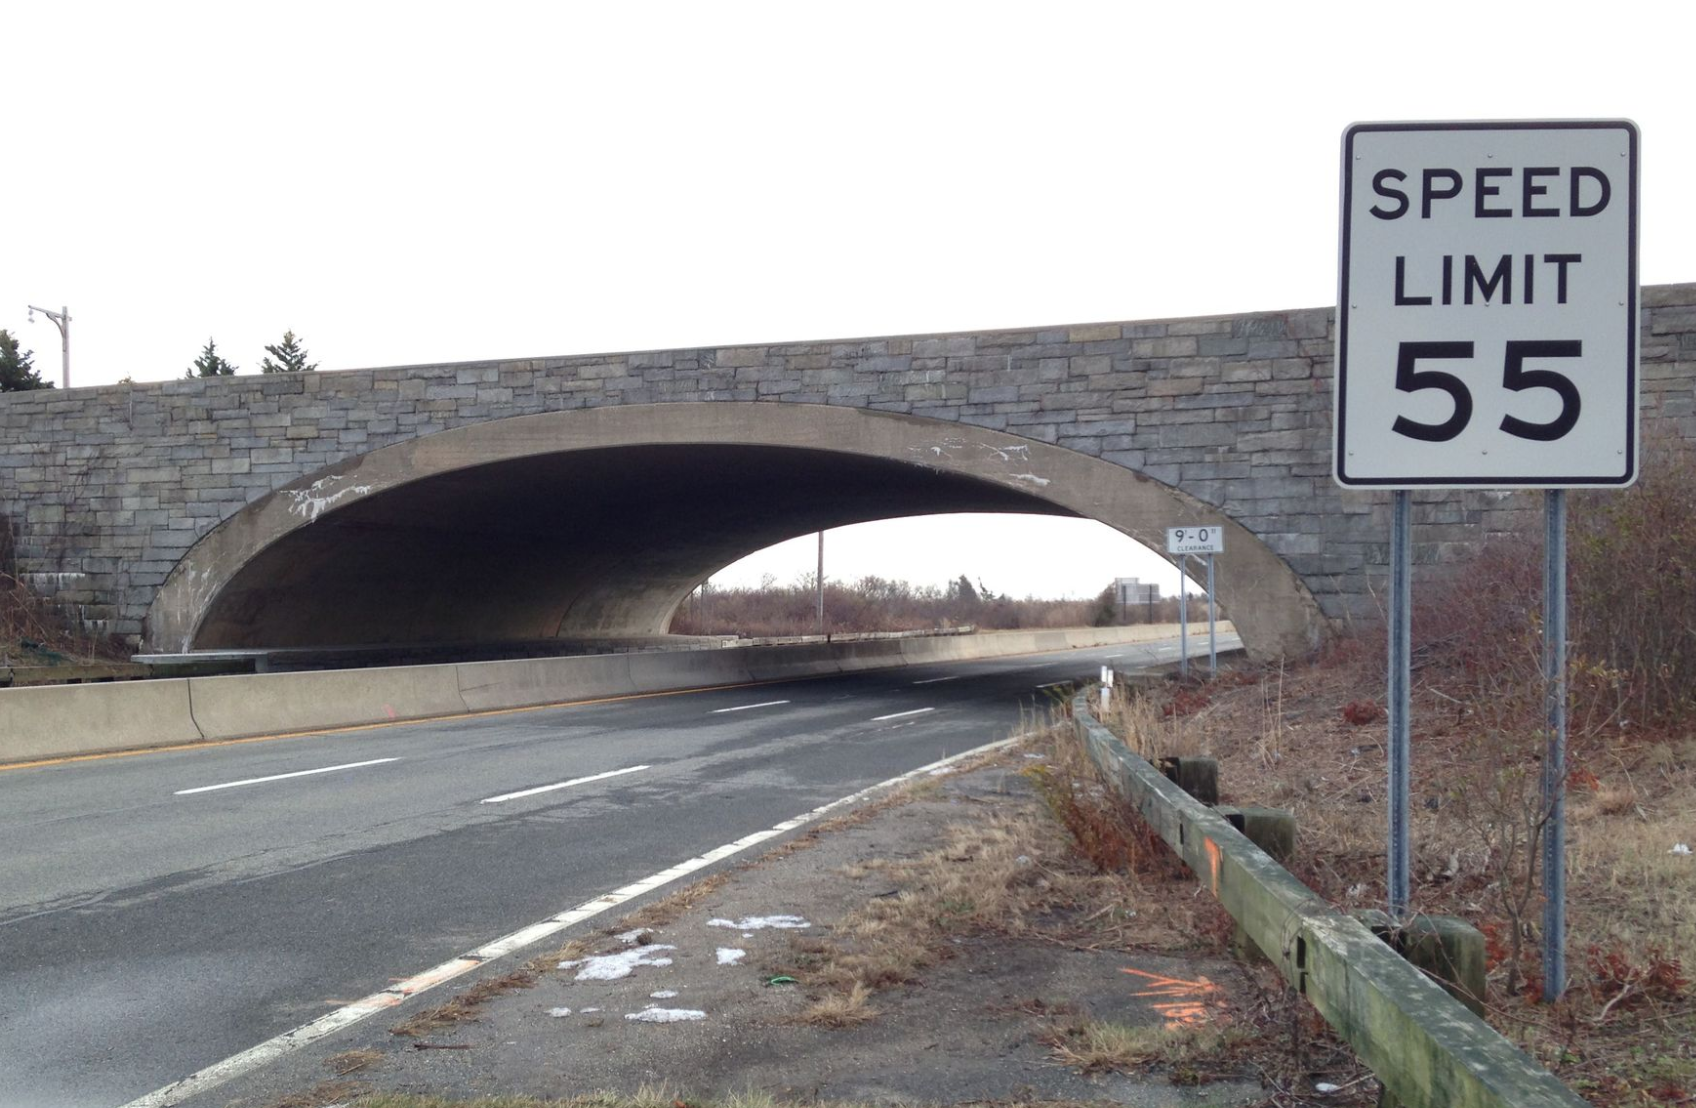 SPEED
LIMIT
55
9'-0"
CLEARANCE